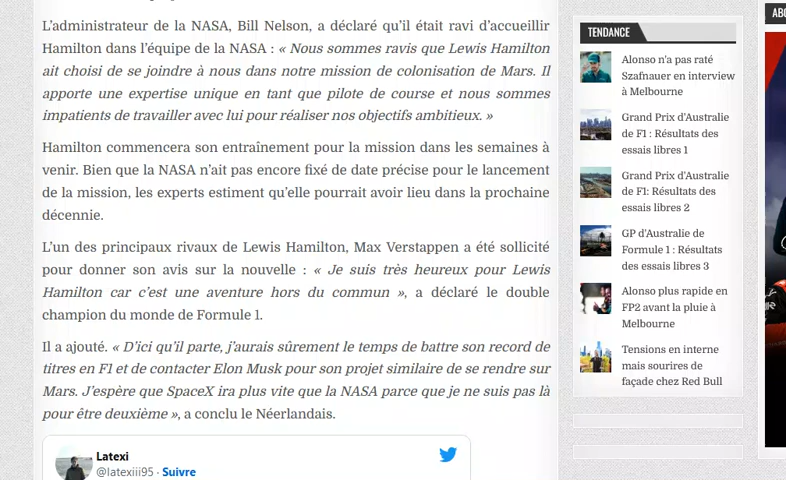 L'administrateur de la NASA, Bill Nelson, a déclaré qu'il était ravi d'accueillir
Hamilton dans l'équipe de la NASA : « Nous sommes ravis que Lewis Hamilton
ait choisi de se joindre à nous dans notre mission de colonisation de Mars. Il
apporte une expertise unique en tant que pilote de course et nous sommes
impatients de travailler avec lui pour réaliser nos objectifs ambitieux. »
Hamilton commencera son entraînement pour la mission dans les semaines à
venir. Bien que la NASA n'ait pas encore fixé de date précise pour le lancement
de la mission, les experts estiment qu'elle pourrait avoir lieu dans la prochaine
décennie.
L'un des principaux rivaux de Lewis Hamilton, Max Verstappen a été sollicité
pour donner son avis sur la nouvelle : « Je suis très heureux pour Lewis
Hamilton car c'est une aventure hors du commun », a déclaré le double
champion du monde de Formule 1.
Il a ajouté. « D'ici qu'il parte, j'aurais sûrement le temps de battre son record de
titres en F1 et de contacter Elon Musk pour son projet similaire de se rendre sur
Mars. J'espère que SpaceX ira plus vite que la NASA parce que je ne suis pas là
pour être deuxième », a conclu le Néerlandais.
Latexi
@latexiii95 · Suivre
TENDANCE
Alonso n'a pas raté
Szafnauer en interview
à Melbourne
Grand Prix d'Australie
de F1 : Résultats des
essais libres 1
Grand Prix d'Australie
de F1: Résultats des
essais libres 2
GP d'Australie de
Formule 1 : Résultats
des essais libres 3
Alonso plus rapide en
FP2 avant la pluie à
Melbourne
Tensions en interne
mais sourires de
façade chez Red Bull